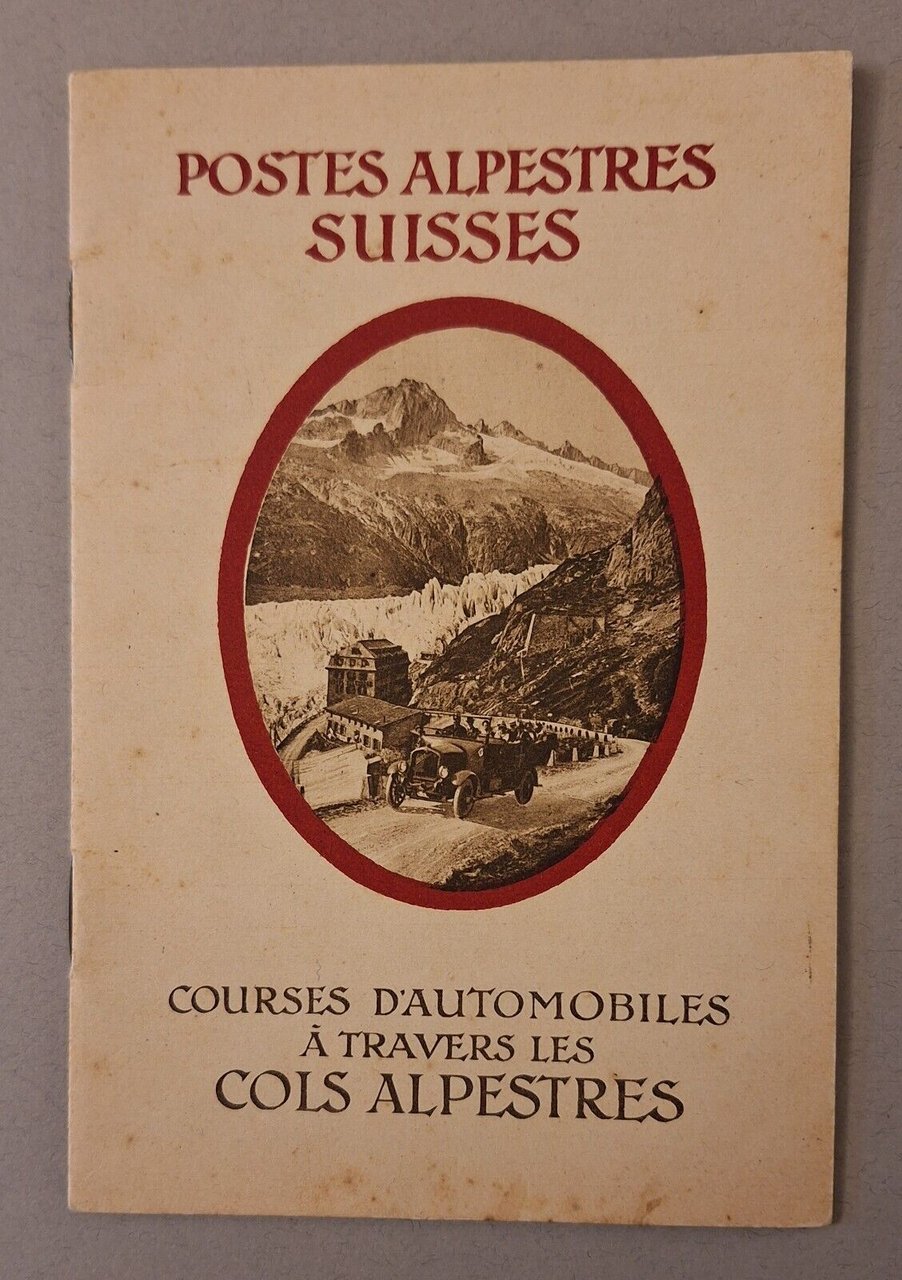 POSTES ALPESTRES
SUISSES
COURSES D'AUTOMOBILES
À TRAVERS LES
COLS ALPESTRES